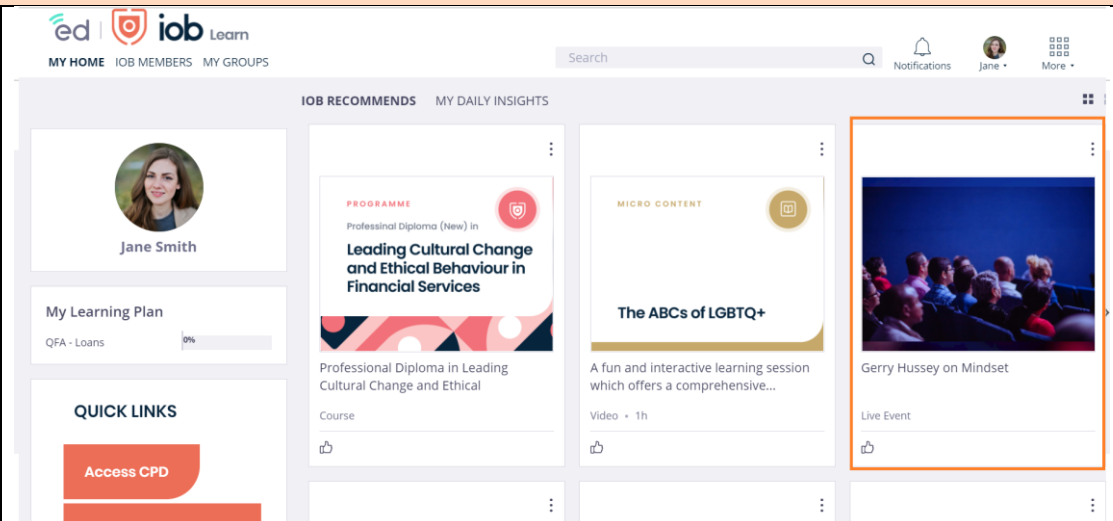 ed iob Learn
MY HOME IOB MEMBERS MY GROUPS
Search
Notifications
Jane
More
IOB RECOMMENDS MY DAILY INSIGHTS
Jane Smith
My Learning Plan
QFA - Loans 0%
QUICK LINKS
Access CPD
PROGRAMME
Professinal Diploma (New) in
Leading Cultural Change
and Ethical Behaviour in
Financial Services
Professional Diploma in Leading
Cultural Change and Ethical
Course
MICRO CONTENT
The ABCs of LGBTQ+
A fun and interactive learning session
which offers a comprehensive...
Video • 1h
Gerry Hussey on Mindset
Live Event